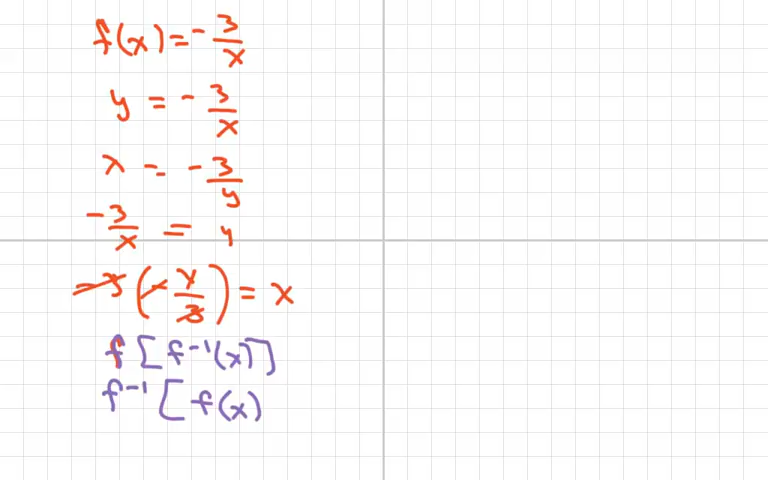 f(x) = - 3/x
y = - 3/x
x = - 3/y
- 3/x = y
-3 (- x/3) = x
f [ f⁻¹(x) ]
f⁻¹ [ f(x)